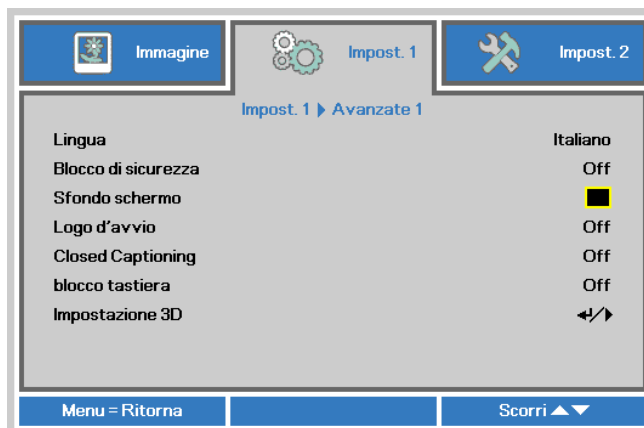 Immagine
Impost. 1
Impost. 2
Impost. 1 ▶ Avanzate 1
Lingua Italiano
Blocco di sicurezza Off
Sfondo schermo
Logo d'avvio Off
Closed Captioning Off
blocco tastiera Off
Impostazione 3D ↵/▶
Menu = Ritorna
Scorri ▲▼